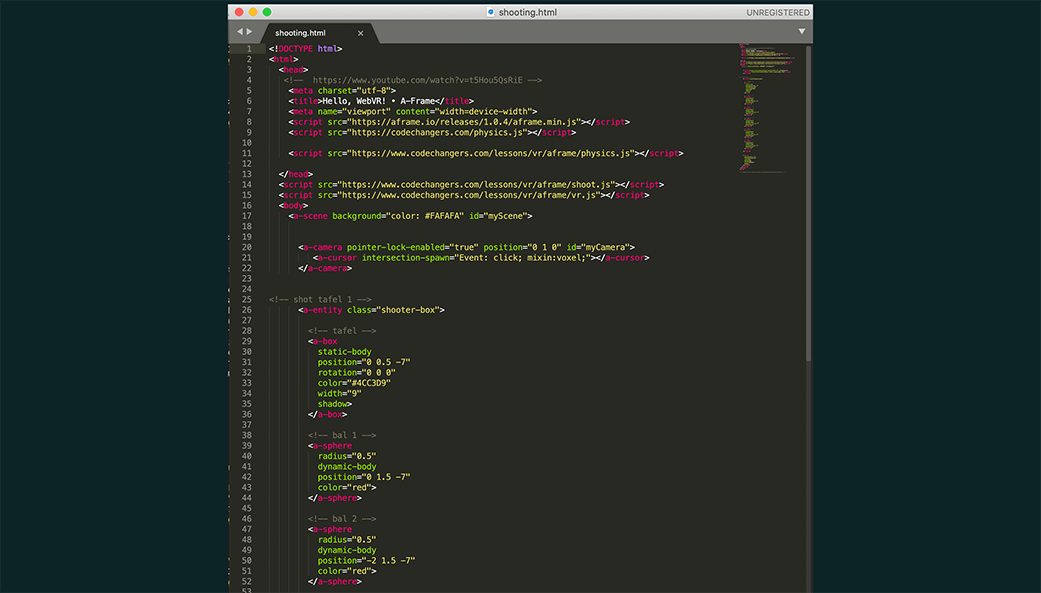 shooting.html
UNREGISTERED
shooting.html ×
1 <!DOCTYPE html>
2 <html>
3 <head>
4 <!-- https://www.youtube.com/watch?v=t5Hou5QsRiE -->
5 <meta charset="utf-8">
6 <title>Hello, WebVR! • A-Frame</title>
7 <meta name="viewport" content="width=device-width">
8 <script src="https://aframe.io/releases/1.0.4/aframe.min.js"></script>
9 <script src="https://codechangers.com/physics.js"></script>
10
11 <script src="https://www.codechangers.com/lessons/vr/aframe/physics.js"></script>
12
13 </head>
14 <script src="https://www.codechangers.com/lessons/vr/aframe/shoot.js"></script>
15 <script src="https://www.codechangers.com/lessons/vr/aframe/vr.js"></script>
16 <body>
17 <a-scene background="color: #FAFAFA" id="myScene">
18
19
20 <a-camera pointer-lock-enabled="true" position="0 1 0" id="myCamera">
21 <a-cursor intersection-spawn="Event: click; mixin:voxel;"></a-cursor>
22 </a-camera>
23
24
25 <!-- shot tafel 1 -->
26 <a-entity class="shooter-box">
27
28 <!-- tafel -->
29 <a-box
30 static-body
31 position="0 0.5 -7"
32 rotation="0 0 0"
33 color="#4CC3D9"
34 width="9"
35 shadow>
36 </a-box>
37
38 <!-- bal 1 -->
39 <a-sphere
40 radius="0.5"
41 dynamic-body
42 position="0 1.5 -7"
43 color="red">
44 </a-sphere>
45
46 <!-- bal 2 -->
47 <a-sphere
48 radius="0.5"
49 dynamic-body
50 position="-2 1.5 -7"
51 color="red">
52 </a-sphere>
53